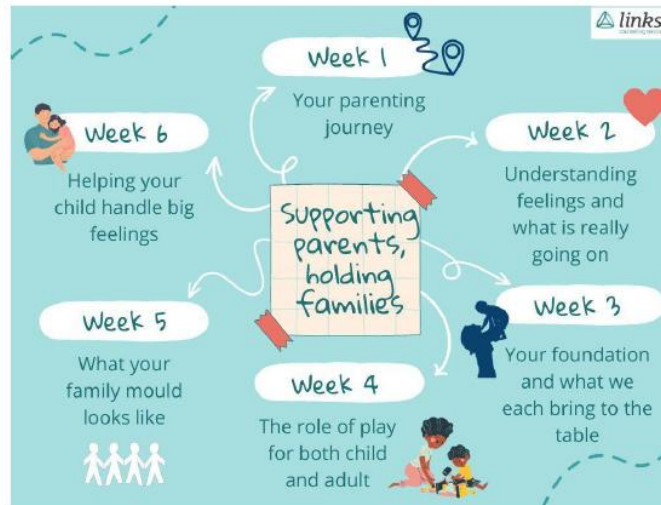 links
counselling service
Week 1
Your parenting
journey
Week 2
Understanding
feelings and
what is really
going on
Week 3
Your foundation
and what we
each bring to the
table
Week 4
The role of play
for both child
and adult
Week 5
What your
family mould
looks like
Week 6
Helping your
child handle big
feelings
Supporting
parents,
holding
families